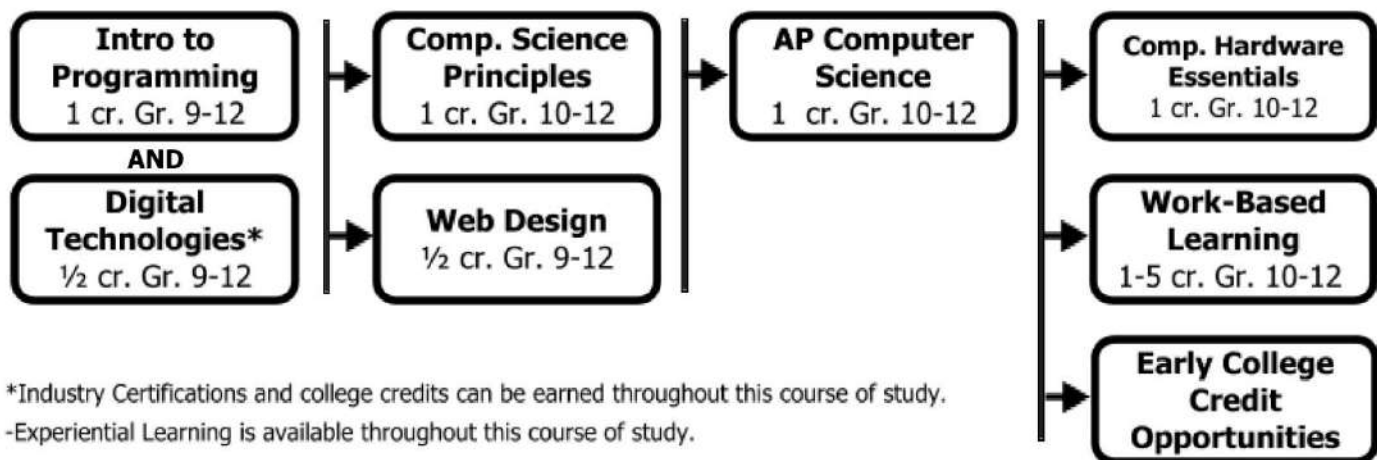 Intro to
Programming
1 cr. Gr. 9-12
AND
Digital
Technologies*
½ cr. Gr. 9-12
Comp. Science
Principles
1 cr. Gr. 10-12
Web Design
½ cr. Gr. 9-12
AP Computer
Science
1 cr. Gr. 10-12
Comp. Hardware
Essentials
1 cr. Gr. 10-12
Work-Based
Learning
1-5 cr. Gr. 10-12
Early College
Credit
Opportunities
*Industry Certifications and college credits can be earned throughout this course of study.
-Experiential Learning is available throughout this course of study.